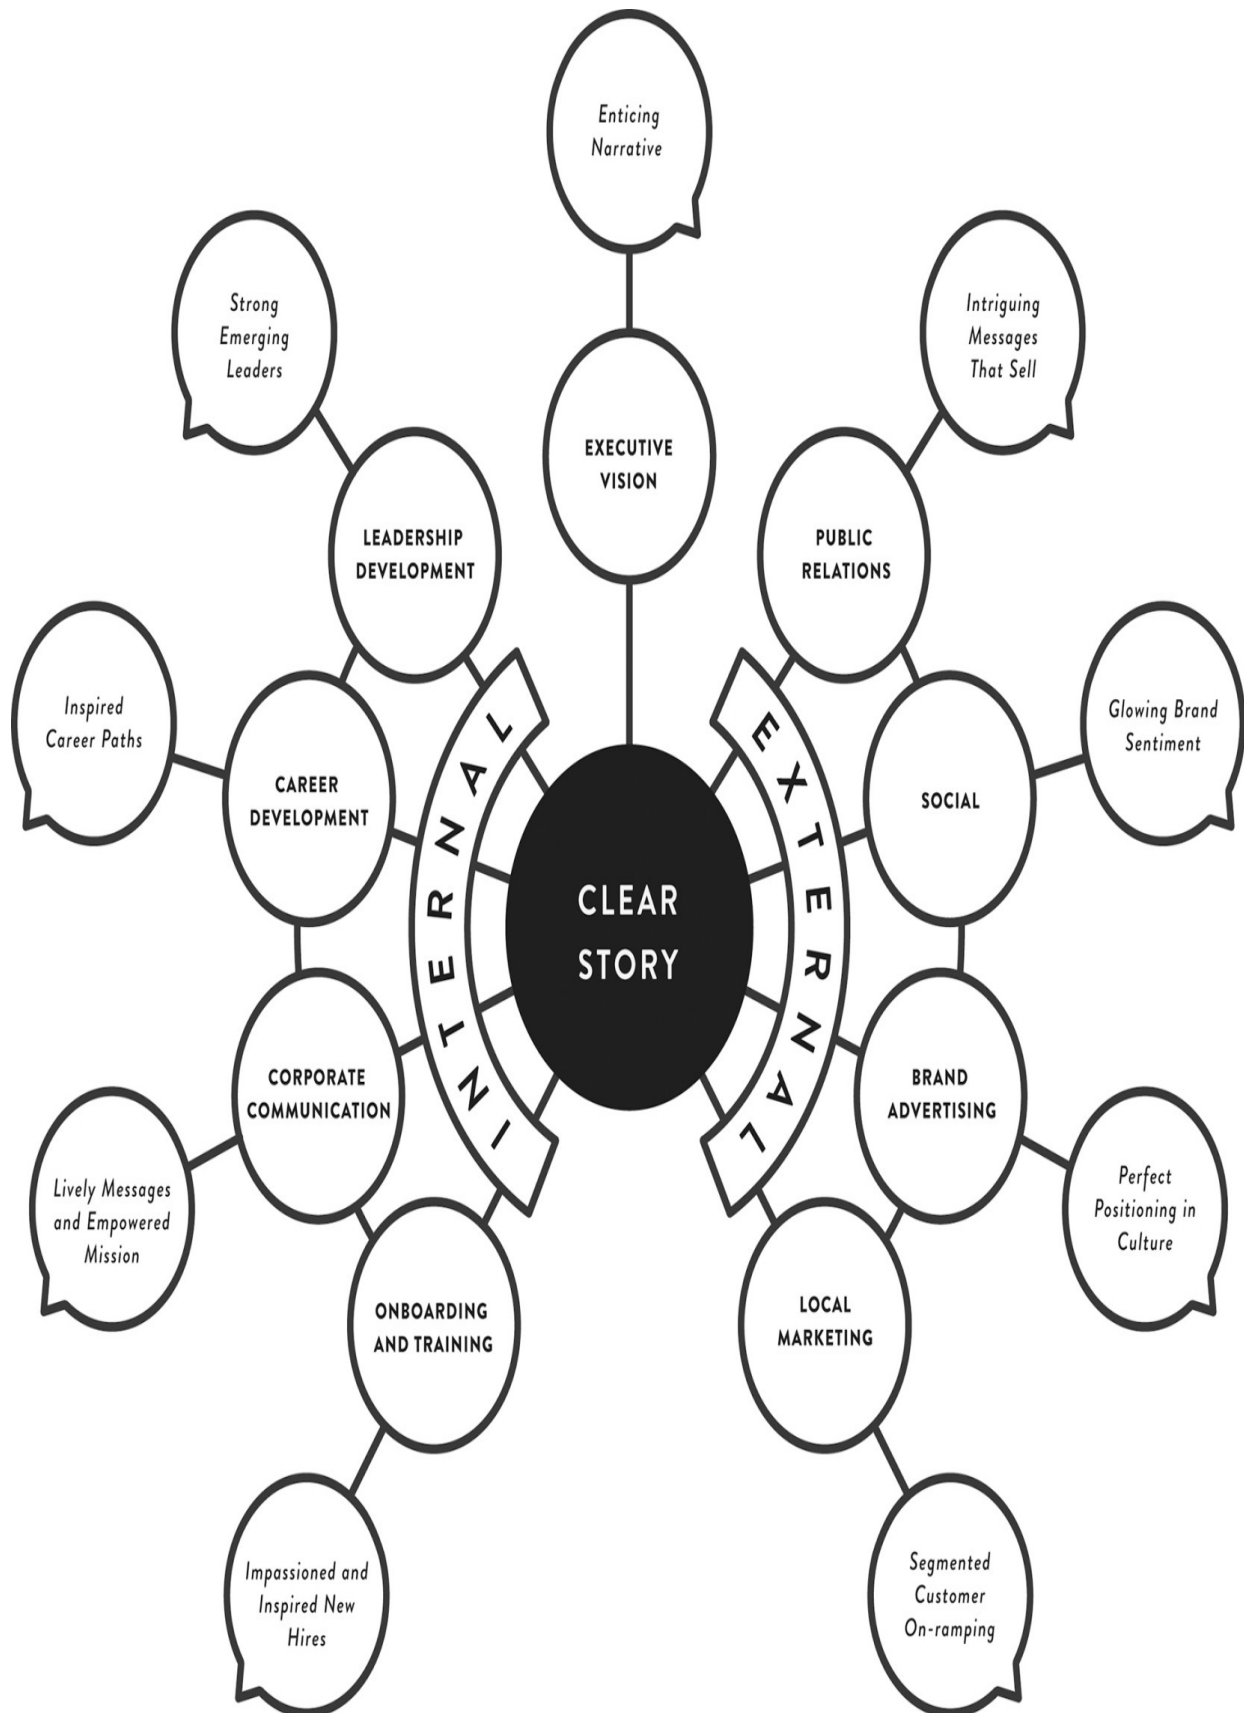 Enticing
Narrative
Strong
Emerging
Leaders
Intriguing
Messages
That Sell
EXECUTIVE
VISION
LEADERSHIP
DEVELOPMENT
PUBLIC
RELATIONS
Inspired
Career Paths
Glowing Brand
Sentiment
CAREER
DEVELOPMENT
SOCIAL
INTERNAL
EXTERNAL
CLEAR
STORY
CORPORATE
COMMUNICATION
BRAND
ADVERTISING
Lively Messages
and Empowered
Mission
Perfect
Positioning in
Culture
ONBOARDING
AND TRAINING
LOCAL
MARKETING
Impassioned and
Inspired New
Hires
Segmented
Customer
On-ramping